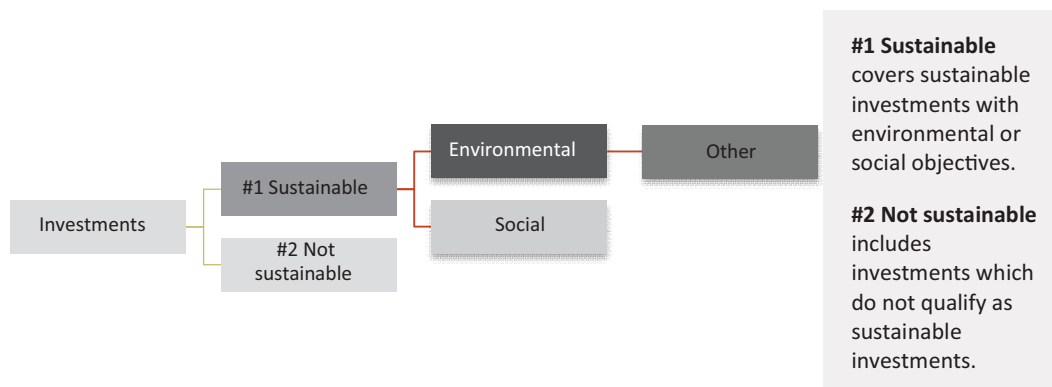 Investments
#1 Sustainable
#2 Not
sustainable
Environmental
Social
Other
#1 Sustainable
covers sustainable
investments with
environmental or
social objectives.
#2 Not sustainable
includes
investments which
do not qualify as
sustainable
investments.